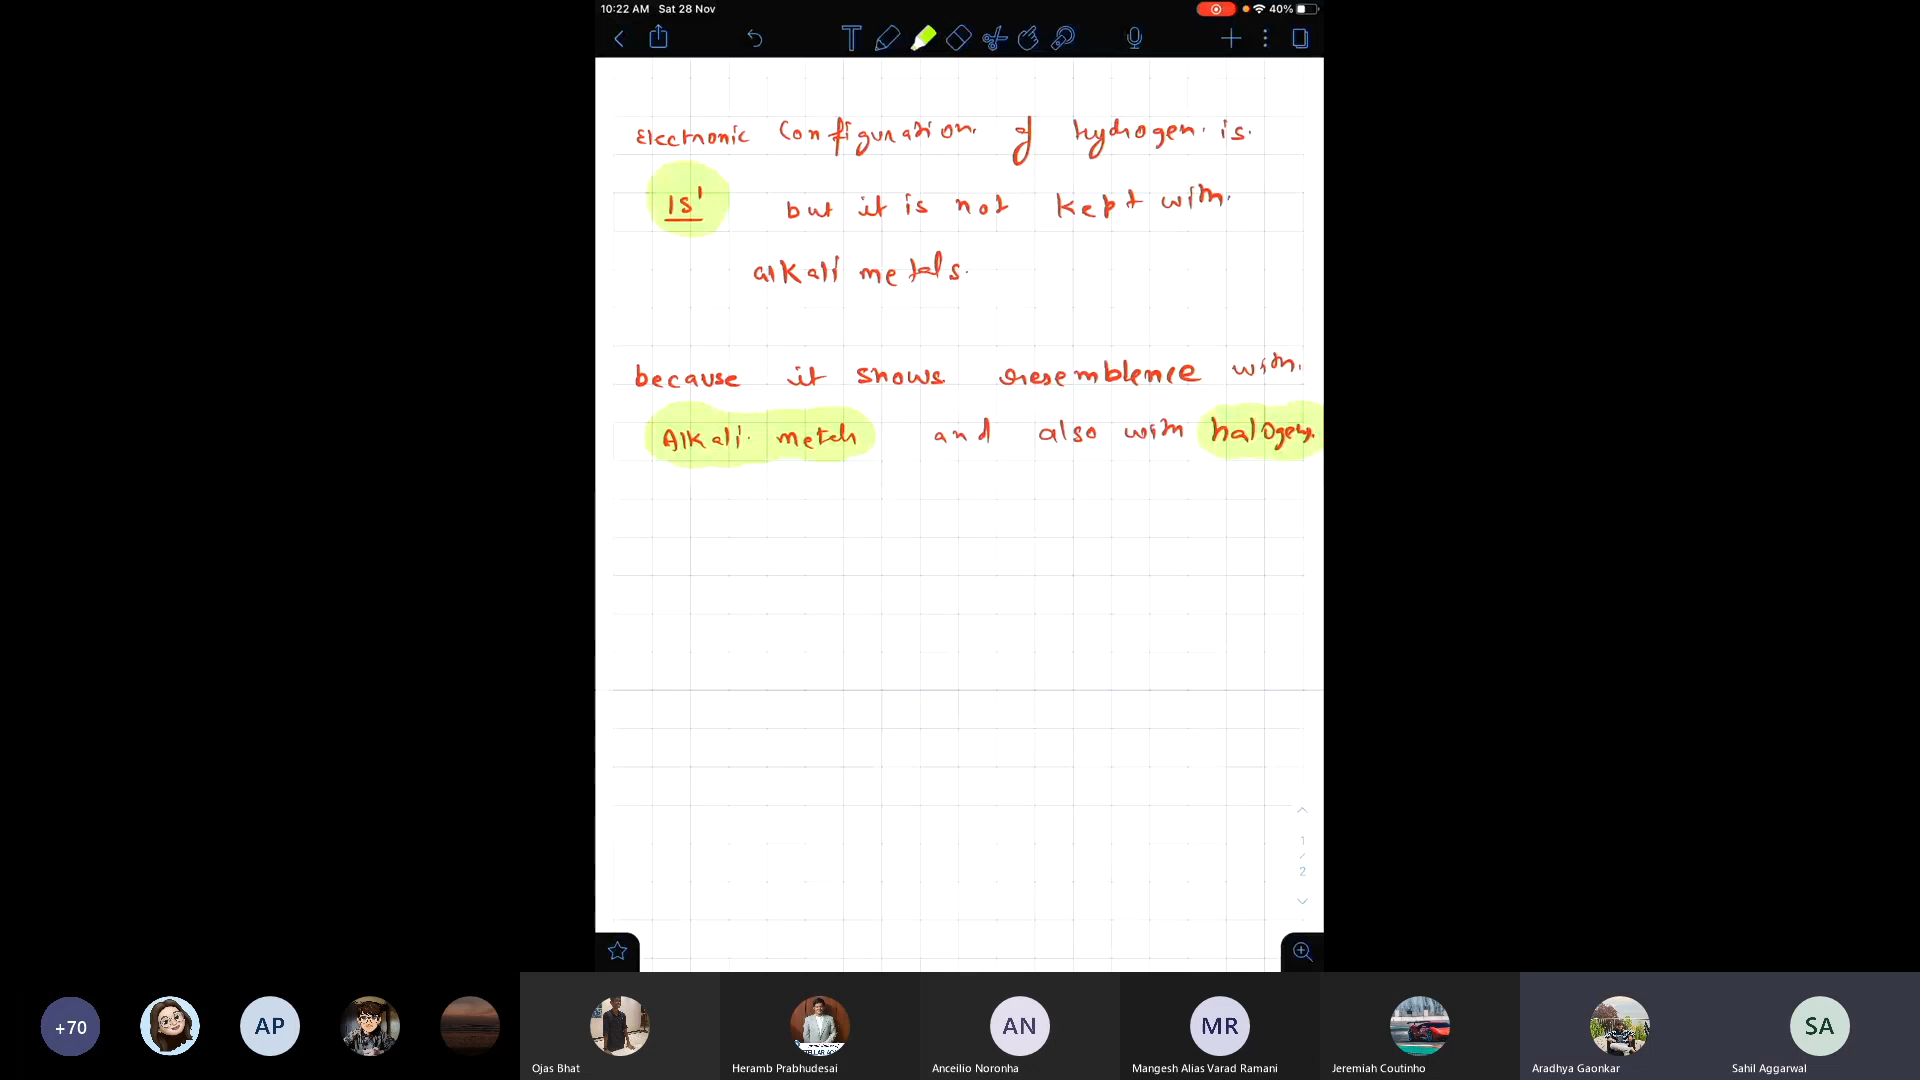 10:22 AM Sat 28 Nov
40%
Electronic Configuration of hydrogen is
1s¹ but it is not kept with
alkali metals.
because it shows resemblence with
Alkali metals and also with halogens.
1
/
2
+70
AP
AN
MR
SA
Ojas Bhat
Heramb Prabhudesai
Anceilio Noronha
Mangesh Alias Varad Ramani
Jeremiah Coutinho
Aradhya Gaonkar
Sahil Aggarwal